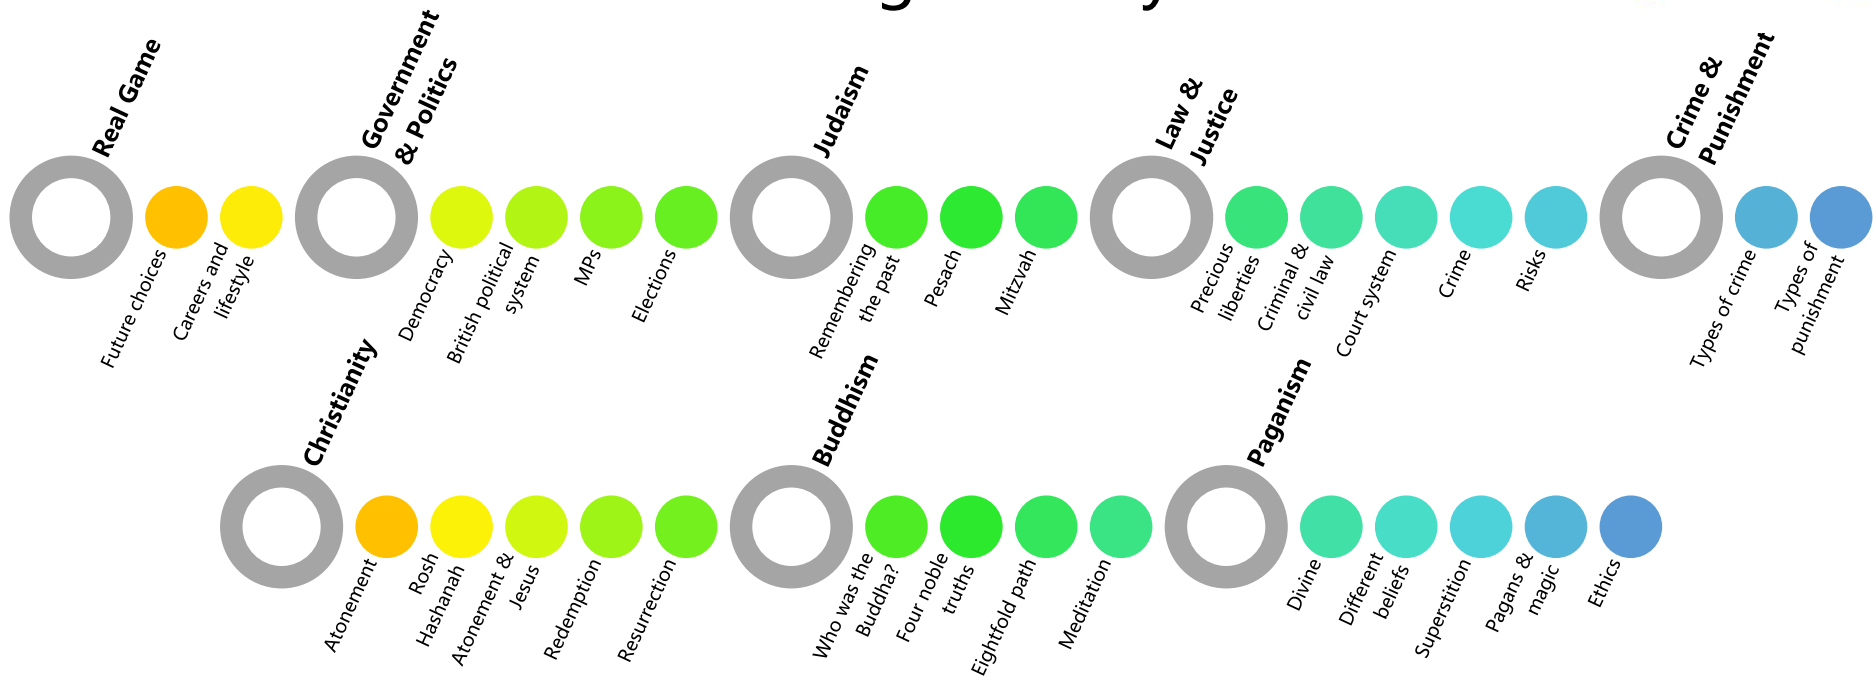 Real Game
Future choices
Careers and
lifestyle
Government
& Politics
Democracy
British political
system
MPs
Elections
Judaism
Remembering
the past
Pesach
Mitzvah
Law &
Justice
Precious
liberties
Criminal &
civil law
Court system
Crime
Risks
Crime &
Punishment
Types of crime
Types of
punishment
Christianity
Atonement
Rosh
Hashanah
Atonement &
Jesus
Redemption
Resurrection
Buddhism
Who was the
Buddha?
Four noble
truths
Eightfold path
Meditation
Paganism
Divine
Different
beliefs
Superstition
Pagans &
magic
Ethics